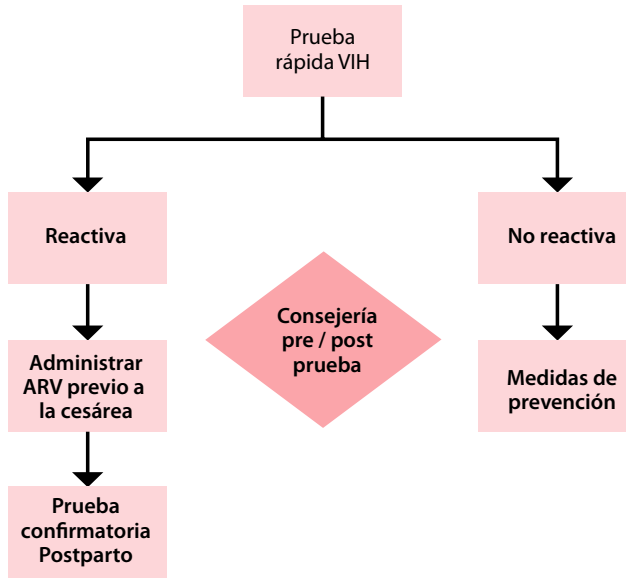 Prueba
rápida VIH
Reactiva
No reactiva
Consejería
pre / post
prueba
Administrar
ARV previo a
la cesárea
Medidas de
prevención
Prueba
confirmatoria
Postparto